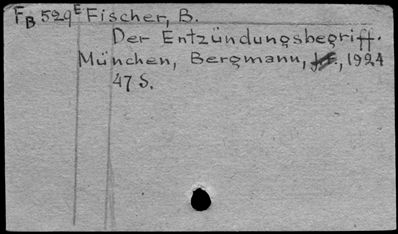 FB 529E Fischer, B.
Der Entzündungsbegriff.
München, Bergmann, 1924
47 S.